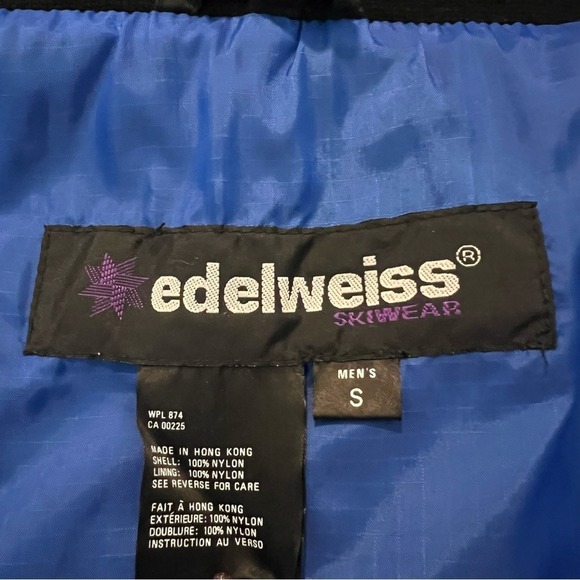 edelweiss®
SKIWEAR
MEN'S
S
WPL 874
CA 00225
MADE IN HONG KONG
SHELL: 100% NYLON
LINING: 100% NYLON
SEE REVERSE FOR CARE
FAIT À HONG KONG
EXTÉRIEURE: 100% NYLON
DOUBLURE: 100% NYLON
INSTRUCTION AU VERSO